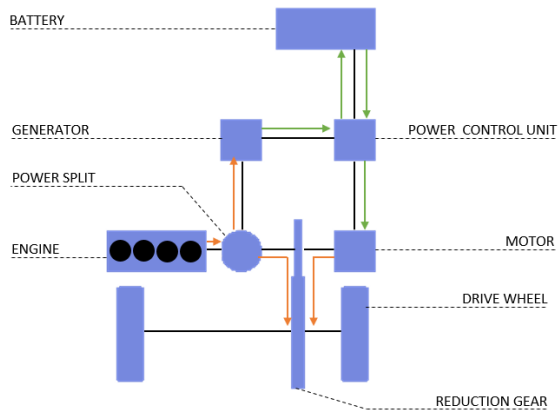 BATTERY
GENERATOR
POWER CONTROL UNIT
POWER SPLIT
ENGINE
MOTOR
DRIVE WHEEL
REDUCTION GEAR